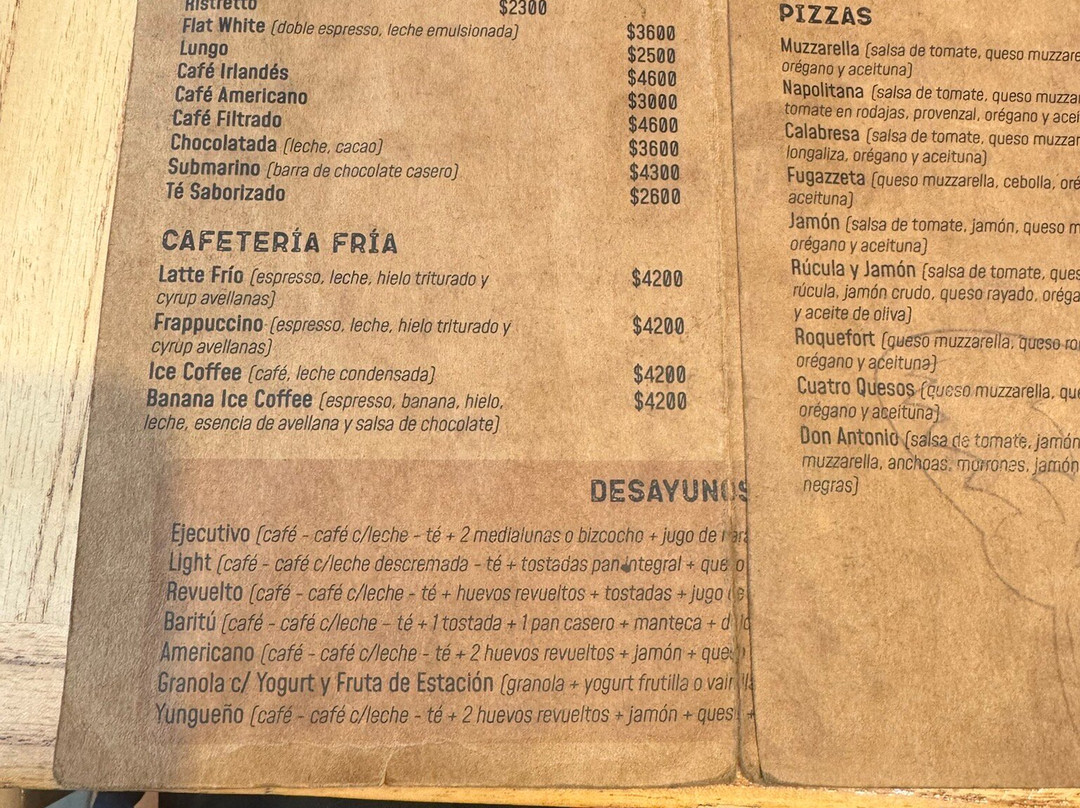 Ristretto $2300
Flat White (doble espresso, leche emulsionada) $3600
Lungo $2500
Café Irlandés $4600
Café Americano $3000
Café Filtrado $4600
Chocolatada (leche, cacao) $3600
Submarino (barra de chocolate casero) $4300
Té Saborizado $2600
CAFETERÍA FRÍA
Latte Frío (espresso, leche, hielo triturado y $4200
cyrup avellanas)
Frappuccino (espresso, leche, hielo triturado y $4200
cyrup avellanas)
Ice Coffee (café, leche condensada) $4200
Banana Ice Coffee (espresso, banana, hielo, $4200
leche, esencia de avellana y salsa de chocolate)
DESAYUNOS
Ejecutivo (café - café c/leche - té + 2 medialunas o bizcocho + jugo de
Light (café - café c/leche descremada - té + tostadas pan integral +
Revuelto (café - café c/leche - té + huevos revueltos + tostadas + jugo
Baritú (café - café c/leche - té + 1 tostada + 1 pan casero + manteca +
Americano (café - café c/leche - té + 2 huevos revueltos + jamón +
Granola c/ Yogurt y Fruta de Estación (granola + yogurt frutilla o
Yungueño (café - café c/leche - té + 2 huevos revueltos + jamón +
PIZZAS
Muzzarella (salsa de tomate, queso muzzare
orégano y aceituna)
Napolitana (salsa de tomate, queso muzza
tomate en rodajas, provenzal, orégano y acei
Calabresa (salsa de tomate, queso muzzar
longaliza, orégano y aceituna)
Fugazzeta (queso muzzarella, cebolla, oré
aceituna)
Jamón (salsa de tomate, jamón, queso m
orégano y aceituna)
Rúcula y Jamón (salsa de tomate, ques
rúcula, jamón crudo, queso rayado, oréga
y aceite de oliva)
Roquefort (queso muzzarella, queso ro
orégano y aceituna)
Cuatro Quesos (queso muzzarella, que
orégano y aceituna)
Don Antonio (salsa de tomate, jamón
muzzarella, anchoas, morrones, jamón
negras)